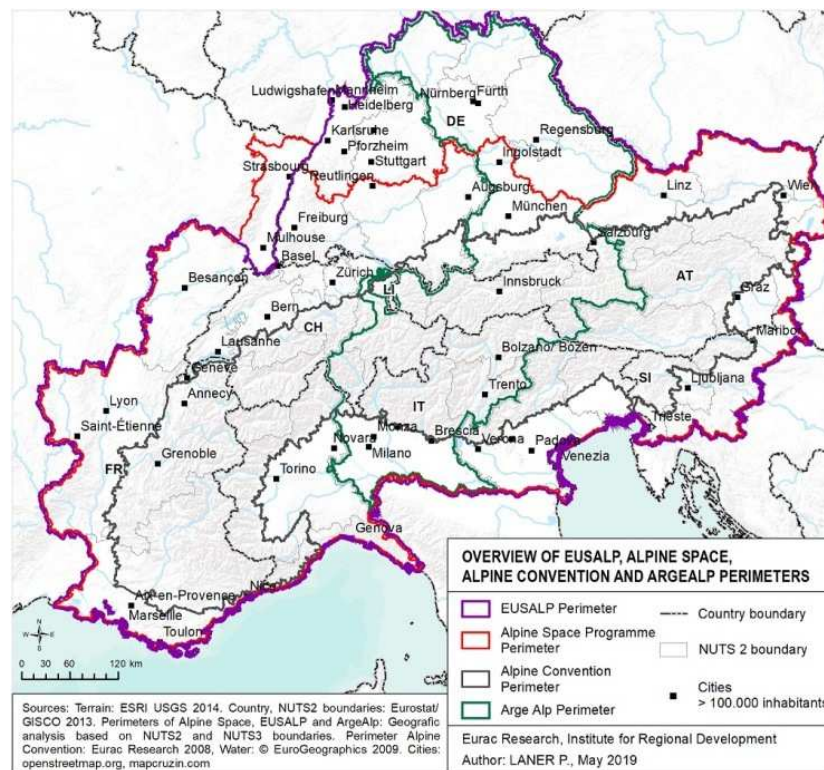 Ludwigshafen
Mannheim
Heidelberg
Nürnberg
Fürth
DE
Karlsruhe
Pforzheim
Stuttgart
Regensburg
Ingolstadt
Strasbourg
Reutlingen
Augsburg
München
Linz
Wien
Freiburg
Mulhouse
Basel
Salzburg
Besançon
Zürich
LI
Innsbruck
AT
Graz
Bern
CH
Lausanne
Maribor
Genève
Annecy
Bolzano/ Bozen
SI
Ljubljana
Lyon
Trento
IT
Saint-Étienne
Trieste
Monza
Brescia
Novara
Milano
Verona
Padova
Venezia
Grenoble
FR
Torino
Genova
Nice
Aix-en-Provence
Marseille
Toulon
N
W
E
S
0 30 60 120 km
OVERVIEW OF EUSALP, ALPINE SPACE,
ALPINE CONVENTION AND ARGEALP PERIMETERS
EUSALP Perimeter
Alpine Space Programme
Perimeter
Alpine Convention
Perimeter
Arge Alp Perimeter
Country boundary
NUTS 2 boundary
Cities
> 100.000 inhabitants
Sources: Terrain: ESRI USGS 2014. Country, NUTS2 boundaries: Eurostat/
GISCO 2013. Perimeters of Alpine Space, EUSALP and ArgeAlp: Geografic
analysis based on NUTS2 and NUTS3 boundaries. Perimeter Alpine
Convention: Eurac Research 2008, Water: © EuroGeographics 2009. Cities:
openstreetmap.org, mapcruzin.com
Eurac Research, Institute for Regional Development
Author: LANER P., May 2019